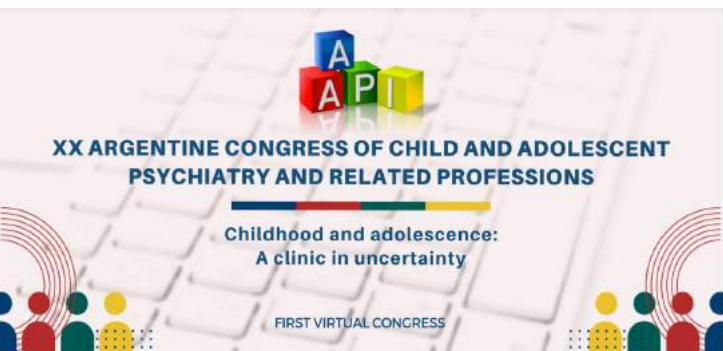 A
API
XX ARGENTINE CONGRESS OF CHILD AND ADOLESCENT
PSYCHIATRY AND RELATED PROFESSIONS
Childhood and adolescence:
A clinic in uncertainty
FIRST VIRTUAL CONGRESS